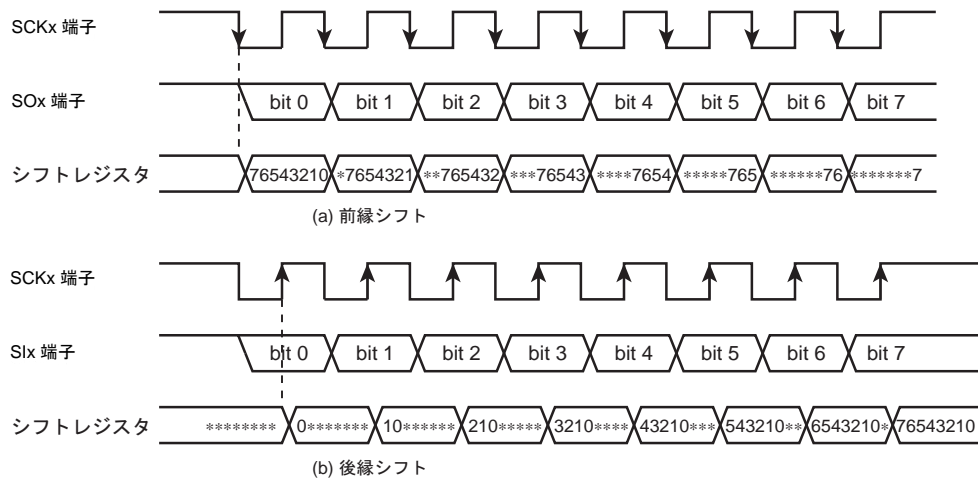 SCKx 端子
SOx 端子 bit 0 bit 1 bit 2 bit 3 bit 4 bit 5 bit 6 bit 7
シフトレジスタ 76543210 *7654321 **765432 ***76543 ****7654 *****765 ******76 *******7
(a) 前縁シフト
SCKx 端子
SIx 端子 bit 0 bit 1 bit 2 bit 3 bit 4 bit 5 bit 6 bit 7
シフトレジスタ ******** 0******* 10****** 210***** 3210**** 43210*** 543210** 6543210* 76543210
(b) 後縁シフト